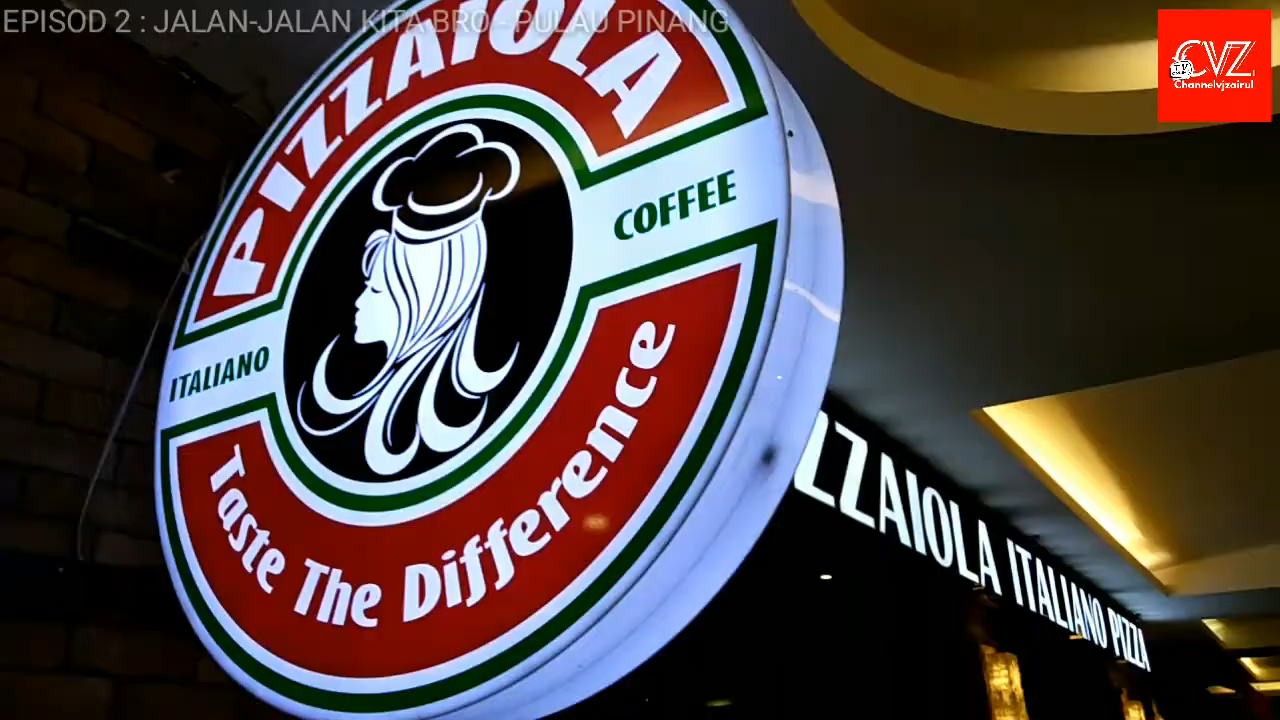 EPISOD 2 : JALAN-JALAN KITA BRO - PULAU PINANG
CVZ
TV
Channelvjzairul
PIZZAIOLA
COFFEE
ITALIANO
Taste The Difference
ZZAIOLA ITALIANO PIZZA